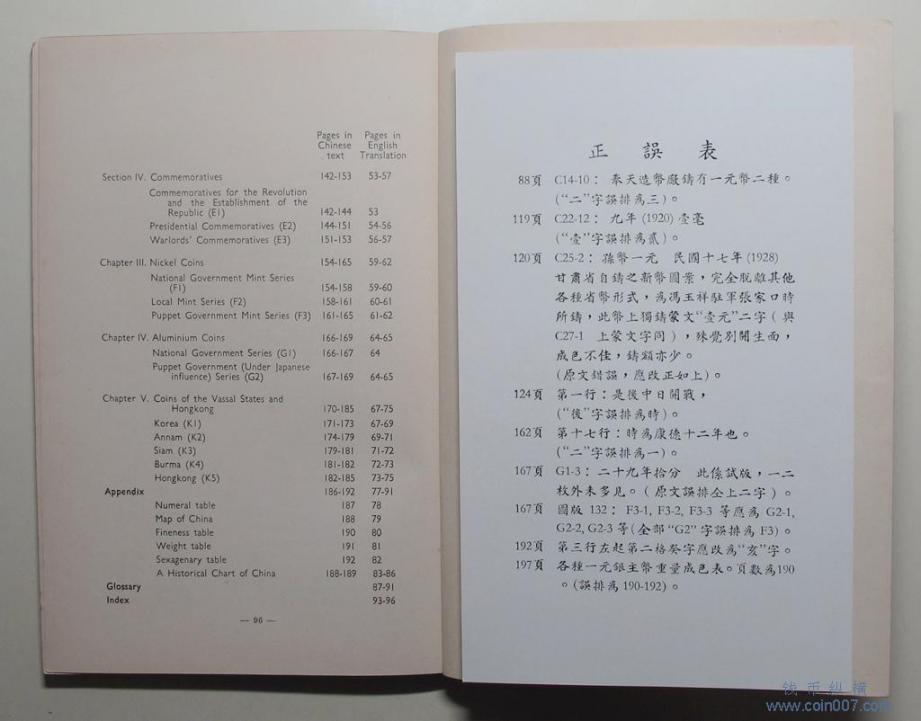 Pages in Pages in
Chinese English
text Translation
Section IV. Commemoratives 142-153 53-57
Commemoratives for the Revolution
and the Establishment of the
Republic (E1) 142-144 53
Presidential Commemoratives (E2) 144-151 54-56
Warlords' Commemoratives (E3) 151-153 56-57
Chapter III. Nickel Coins 154-165 59-62
National Government Mint Series
(F1) 154-158 59-60
Local Mint Series (F2) 158-161 60-61
Puppet Government Mint Series (F3) 161-165 61-62
Chapter IV. Aluminium Coins 166-169 64-65
National Government Series (G1) 166-167 64
Puppet Government (Under Japanese
influence) Series (G2) 167-169 64-65
Chapter V. Coins of the Vassal States and
Hongkong 170-185 67-75
Korea (K1) 171-173 67-69
Annam (K2) 174-179 69-71
Siam (K3) 179-181 71-72
Burma (K4) 181-182 72-73
Hongkong (K5) 182-185 73-75
Appendix 186-192 77-91
Numeral table 187 78
Map of China 188 79
Fineness table 190 80
Weight table 191 81
Sexagenary table 192 82
A Historical Chart of China 188-189 83-86
Glossary 87-91
Index 93-96
— 96 —
正誤表
88頁 C14-10：奉天造幣廠鑄有一元幣二種。
(“二”字誤排為三)。
119頁 C22-12：九年(1920)壹毫
(“壹”字誤排為貳)。
120頁 C25-2：孫幣一元 民國十七年(1928)
甘肅省自鑄之新幣圖案，完全脫離其他
各種省幣形式，為馮玉祥駐軍張家口時
所鑄，此幣上獨鑄蒙文“壹元”二字（與
C27-1 上蒙文字同），殊覺別開生面，
成色不佳，鑄額亦少。
(原文錯誤，應改正如上)。
124頁 第一行：是後中日開戰，
(“後”字誤排為時)。
162頁 第十七行：時為康德十二年也。
(“二”字誤排為一)。
167頁 G1-3：二十九年拾分 此係試版，一二
枚外未多見。(原文誤排仝上二字)。
167頁 圖版 132：F3-1, F3-2, F3-3 等應為 G2-1,
G2-2, G2-3 等(全部“G2”字誤排為 F3)。
192頁 第三行左起第二格癸字應改為“亥”字。
197頁 各種一元銀主幣重量成色表。頁數為190
。(誤排為190-192)。
钱币纵横
www.coin007.com